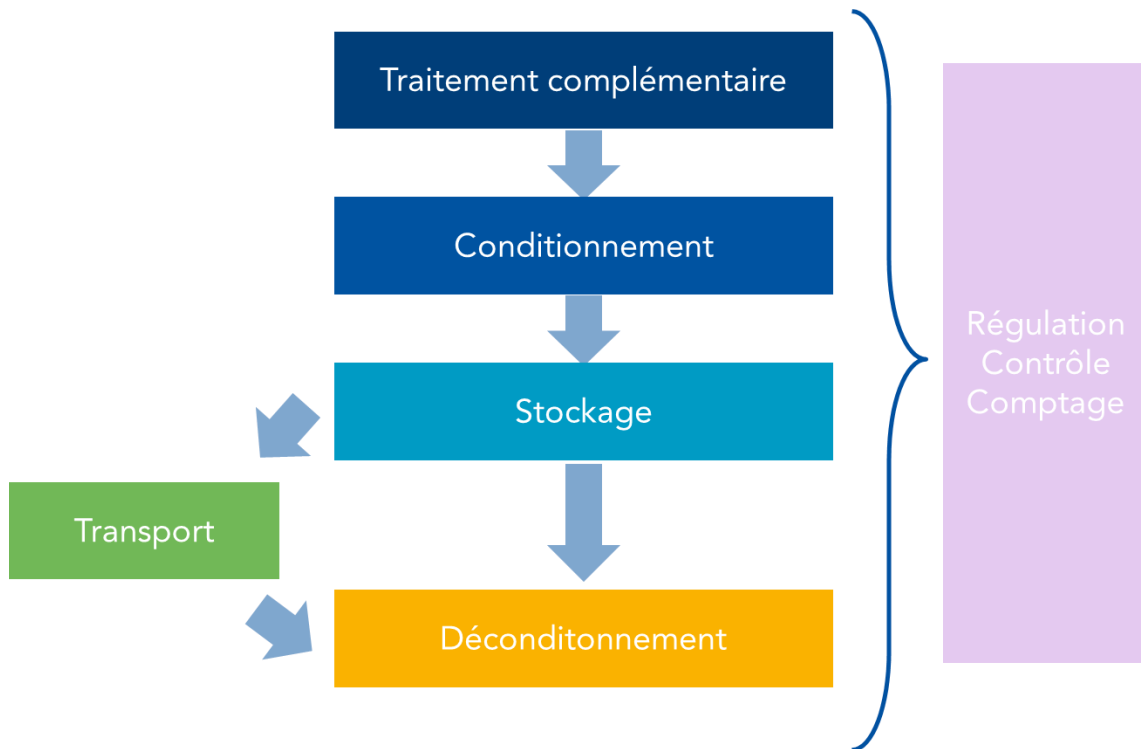 Traitement complémentaire
Conditionnement
Stockage
Transport
Déconditonnement
Régulation
Contrôle
Comptage